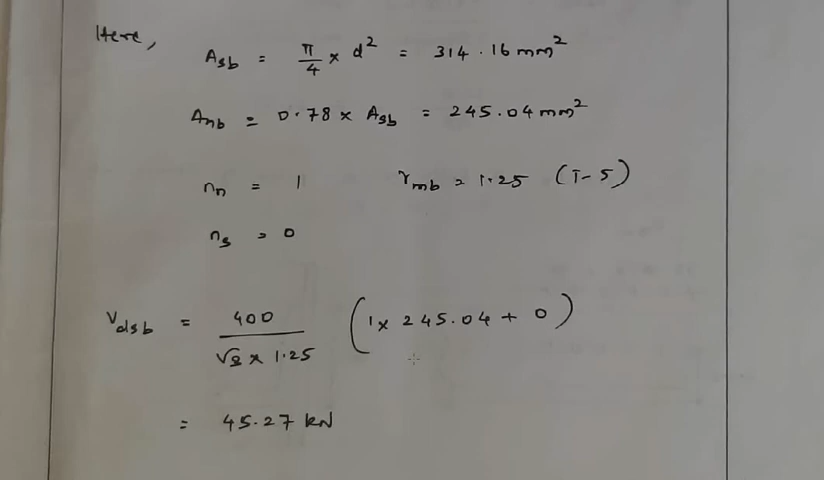 Here,
Asb = π/4 × d² = 314.16 mm²
Anb = 0.78 × Asb = 245.04 mm²
nn = 1 γmb = 1.25 (T-5)
ns = 0
Vdsb = 400/(√3 × 1.25) (1 × 245.04 + 0)
= 45.27 kN